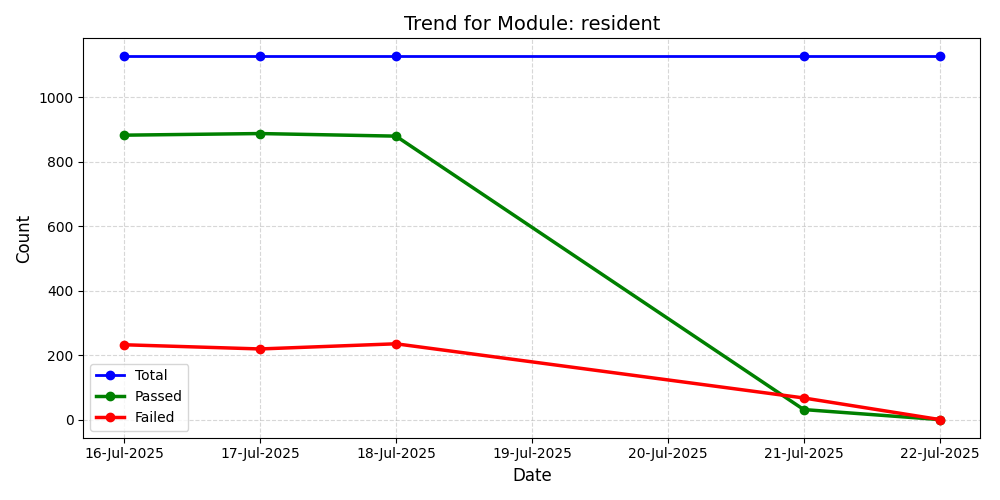 Trend for Module: resident
Count
1000
800
600
400
200
0
Total
Passed
Failed
16-Jul-2025 17-Jul-2025 18-Jul-2025 19-Jul-2025 20-Jul-2025 21-Jul-2025 22-Jul-2025
Date